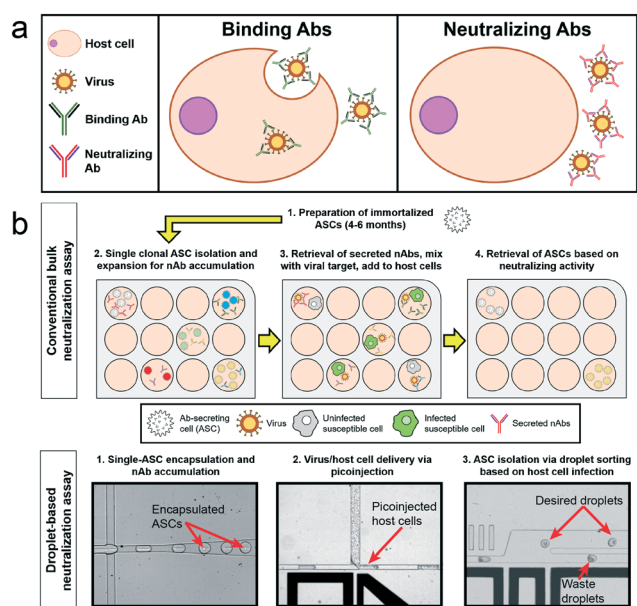 a
Host cell
Virus
Binding Ab
Neutralizing
Ab
Binding Abs
Neutralizing Abs
b
Conventional bulk
neutralization assay
1. Preparation of immortalized
ASCs (4-6 months)
2. Single clonal ASC isolation and
expansion for nAb accumulation
3. Retrieval of secreted nAbs, mix
with viral target, add to host cells
4. Retrieval of ASCs based on
neutralizing activity
Ab-secreting
cell (ASC)
Virus
Uninfected
susceptible cell
Infected
susceptible cell
Secreted nAbs
Droplet-based
neutralization assay
1. Single-ASC encapsulation and
nAb accumulation
Encapsulated
ASCs
2. Virus/host cell delivery via
picoinjection
Picoinjected
host cells
3. ASC isolation via droplet sorting
based on host cell infection
Desired droplets
Waste
droplets